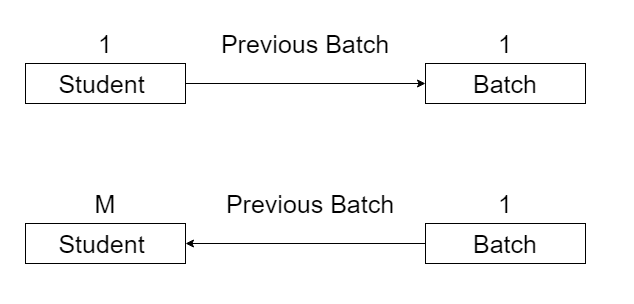 1 Previous Batch 1
Student Batch
M Previous Batch 1
Student Batch